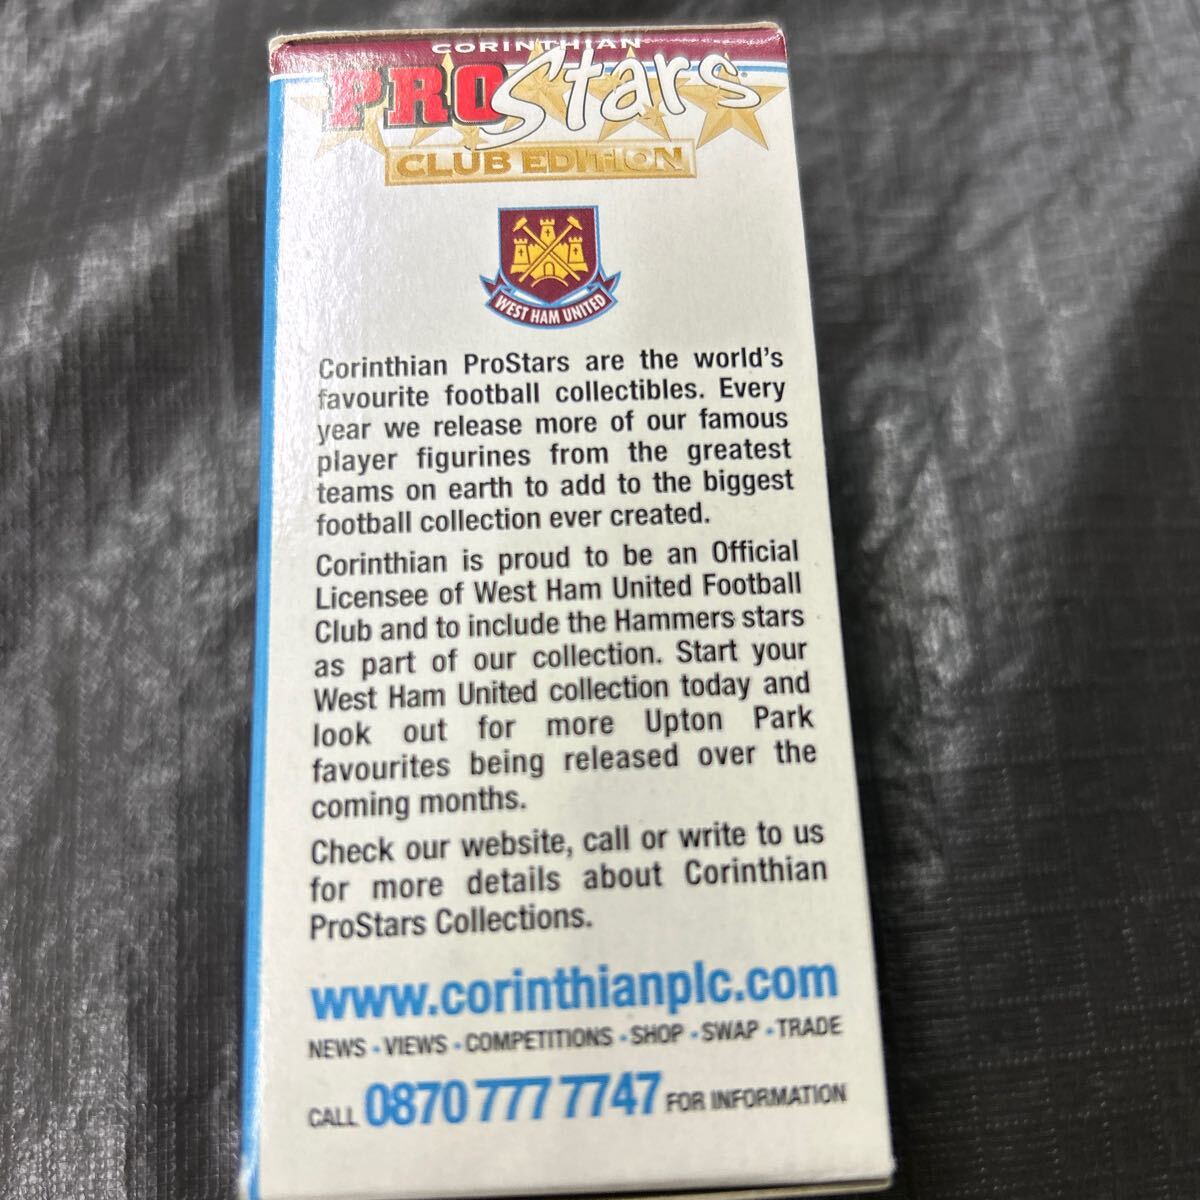 CORINTHIAN
PROStars
CLUB EDITION
WEST HAM UNITED
Corinthian ProStars are the world's
favourite football collectibles. Every
year we release more of our famous
player figurines from the greatest
teams on earth to add to the biggest
football collection ever created.
Corinthian is proud to be an Official
Licensee of West Ham United Football
Club and to include the Hammers stars
as part of our collection. Start your
West Ham United collection today and
look out for more Upton Park
favourites being released over the
coming months.
Check our website, call or write to us
for more details about Corinthian
ProStars Collections.
www.corinthianplc.com
NEWS • VIEWS • COMPETITIONS • SHOP • SWAP • TRADE
CALL 0870 777 7747 FOR INFORMATION